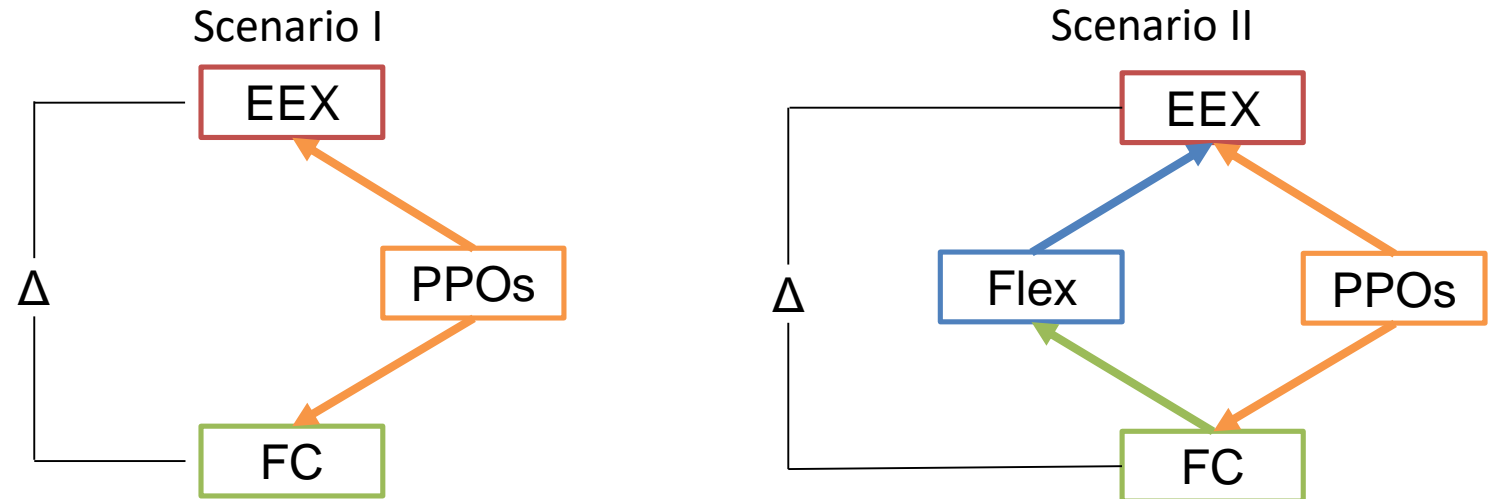 Scenario I
EEX
Δ
PPOs
FC
Scenario II
EEX
Δ
Flex
PPOs
FC